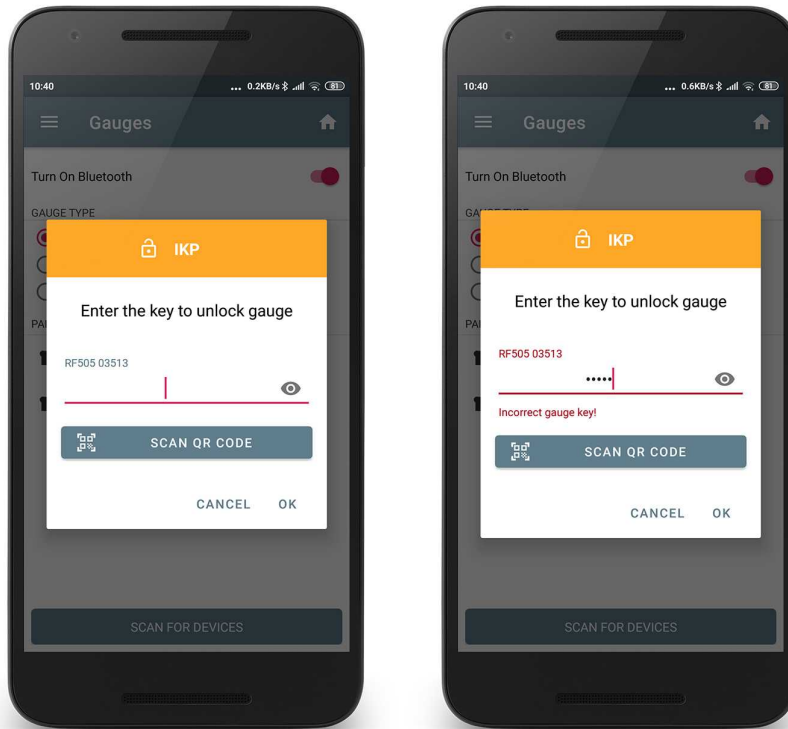 10:40
... 0.2KB/s 81
Gauges
Turn On Bluetooth
GAUGE TYPE
IKP
Enter the key to unlock gauge
RF505 03513
SCAN QR CODE
CANCEL OK
SCAN FOR DEVICES
10:40
... 0.6KB/s 81
Gauges
Turn On Bluetooth
IKP
Enter the key to unlock gauge
RF505 03513
•••••
Incorrect gauge key!
SCAN QR CODE
CANCEL OK
SCAN FOR DEVICES